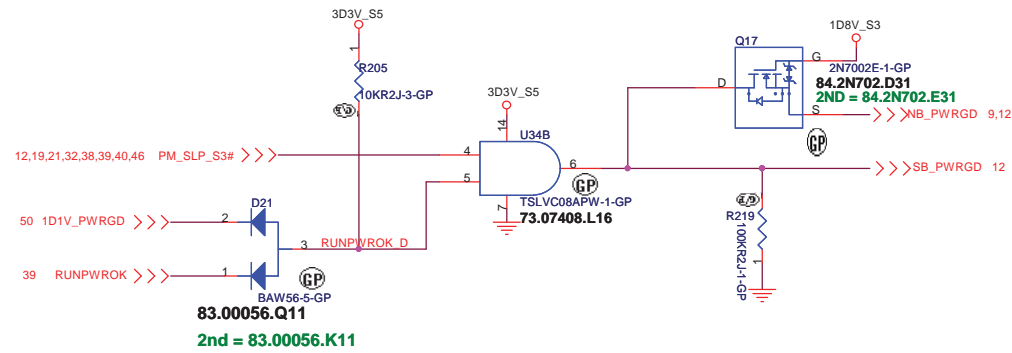 3D3V_S5
1
R205
10KR2J-3-GP
3D3V_S5
14
U34B
12,19,21,32,38,39,40,46 PM_SLP_S3#
4
5
6
GP
7
TSLVC08APW-1-GP
73.07408.L16
50 1D1V_PWRGD
2
D21
3
RUNPWROK_D
39 RUNPWROK
1
GP
BAW56-5-GP
83.00056.Q11
2nd = 83.00056.K11
Q17
1D8V_S3
G
2N7002E-1-GP
84.2N702.D31
2ND = 84.2N702.E31
D
S
NB_PWRGD 9,12
GP
SB_PWRGD 12
R219
100KR2J-1-GP
1